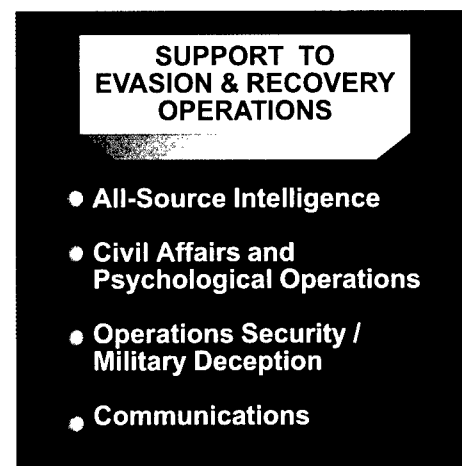 SUPPORT TO
EVASION & RECOVERY
OPERATIONS
All-Source Intelligence
Civil Affairs and
Psychological Operations
Operations Security /
Military Deception
Communications